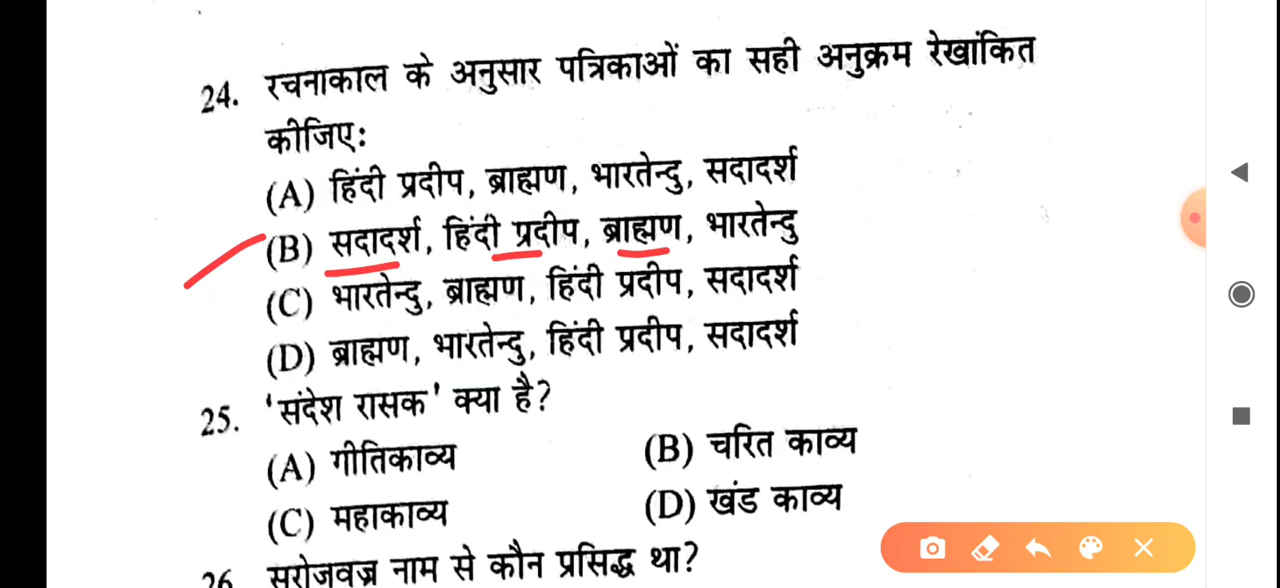 24. रचनाकाल के अनुसार पत्रिकाओं का सही अनुक्रम रेखांकित
कीजिए:
(A) हिंदी प्रदीप, ब्राह्मण, भारतेन्दु, सदादर्श
(B) सदादर्श, हिंदी प्रदीप, ब्राह्मण, भारतेन्दु
(C) भारतेन्दु, ब्राह्मण, हिंदी प्रदीप, सदादर्श
(D) ब्राह्मण, भारतेन्दु, हिंदी प्रदीप, सदादर्श
25. 'संदेश रासक' क्या है?
(A) गीतिकाव्य (B) चरित काव्य
(C) महाकाव्य (D) खंड काव्य
26. सरोजवज्र नाम से कौन प्रसिद्ध था?